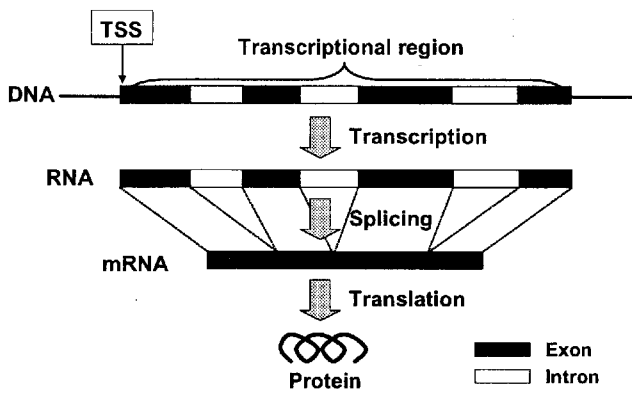 TSS
Transcriptional region
DNA
Transcription
RNA
Splicing
mRNA
Translation
Protein
Exon
Intron